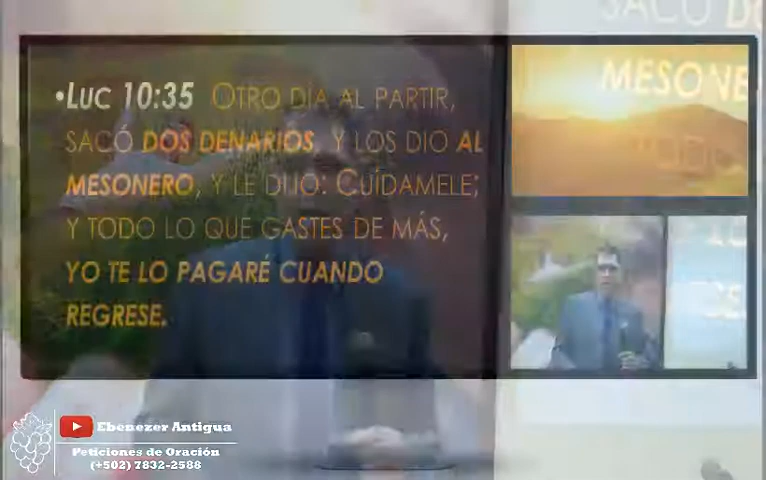 SACÓ DO
MESONE
•LUC 10:35 OTRO DÍA AL PARTIR,
SACÓ DOS DENARIOS, Y LOS DIO AL
MESONERO, Y LE DIJO: CUÍDAMELE;
Y TODO LO QUE GASTES DE MÁS,
YO TE LO PAGARÉ CUANDO
REGRESE.
Ebenezer Antigua
Peticiones de Oración
(+502) 7832-2588